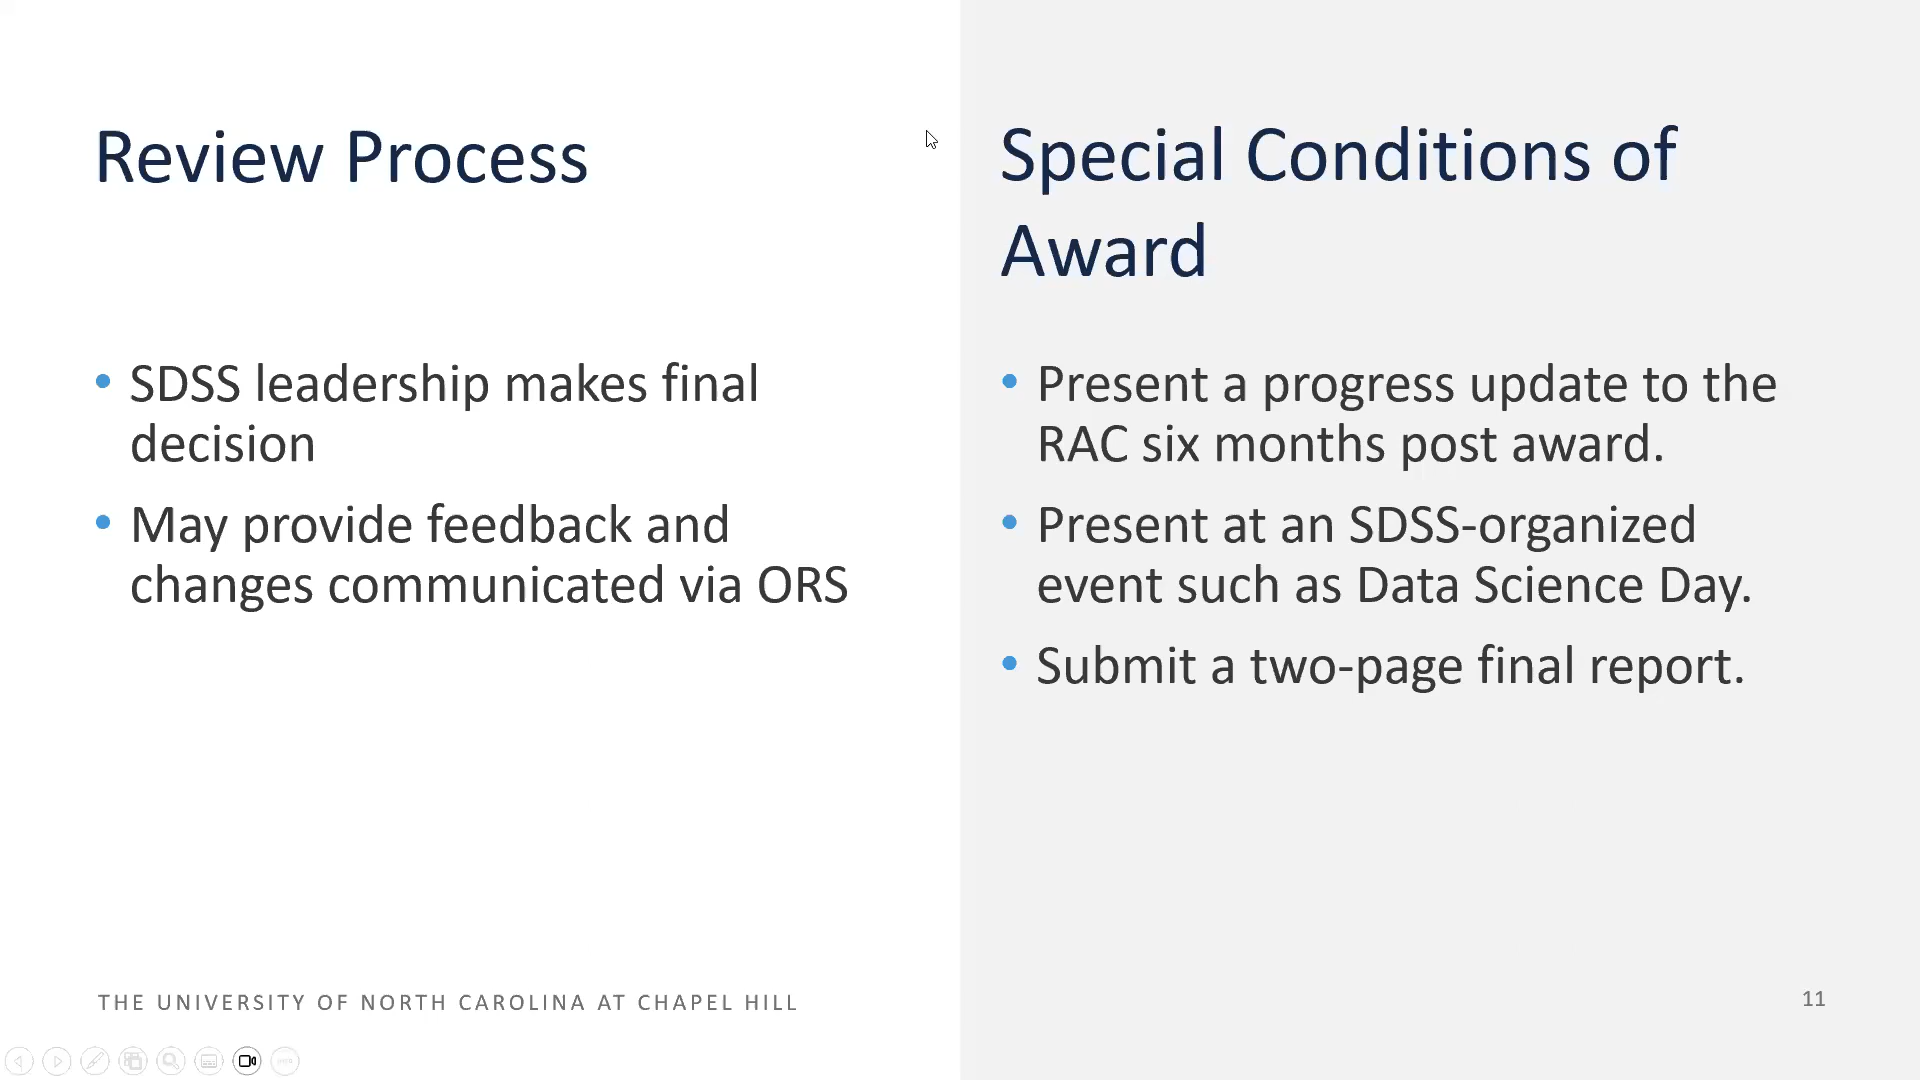 Review Process
• SDSS leadership makes final
decision
• May provide feedback and
changes communicated via ORS
Special Conditions of
Award
• Present a progress update to the
RAC six months post award.
• Present at an SDSS-organized
event such as Data Science Day.
• Submit a two-page final report.
THE UNIVERSITY OF NORTH CAROLINA AT CHAPEL HILL
11